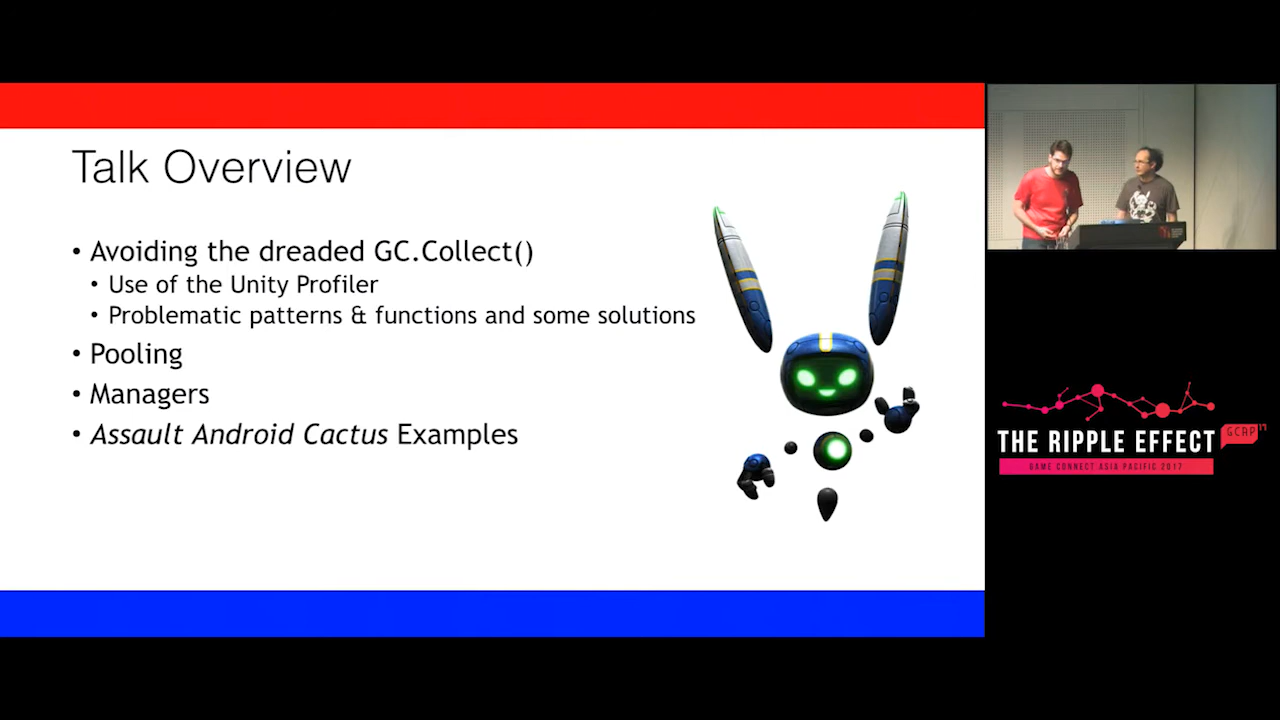 Talk Overview
• Avoiding the dreaded GC.Collect()
• Use of the Unity Profiler
• Problematic patterns & functions and some solutions
• Pooling
• Managers
• Assault Android Cactus Examples
THE RIPPLE EFFECT
GCAP 17
GAME CONNECT ASIA PACIFIC 2017